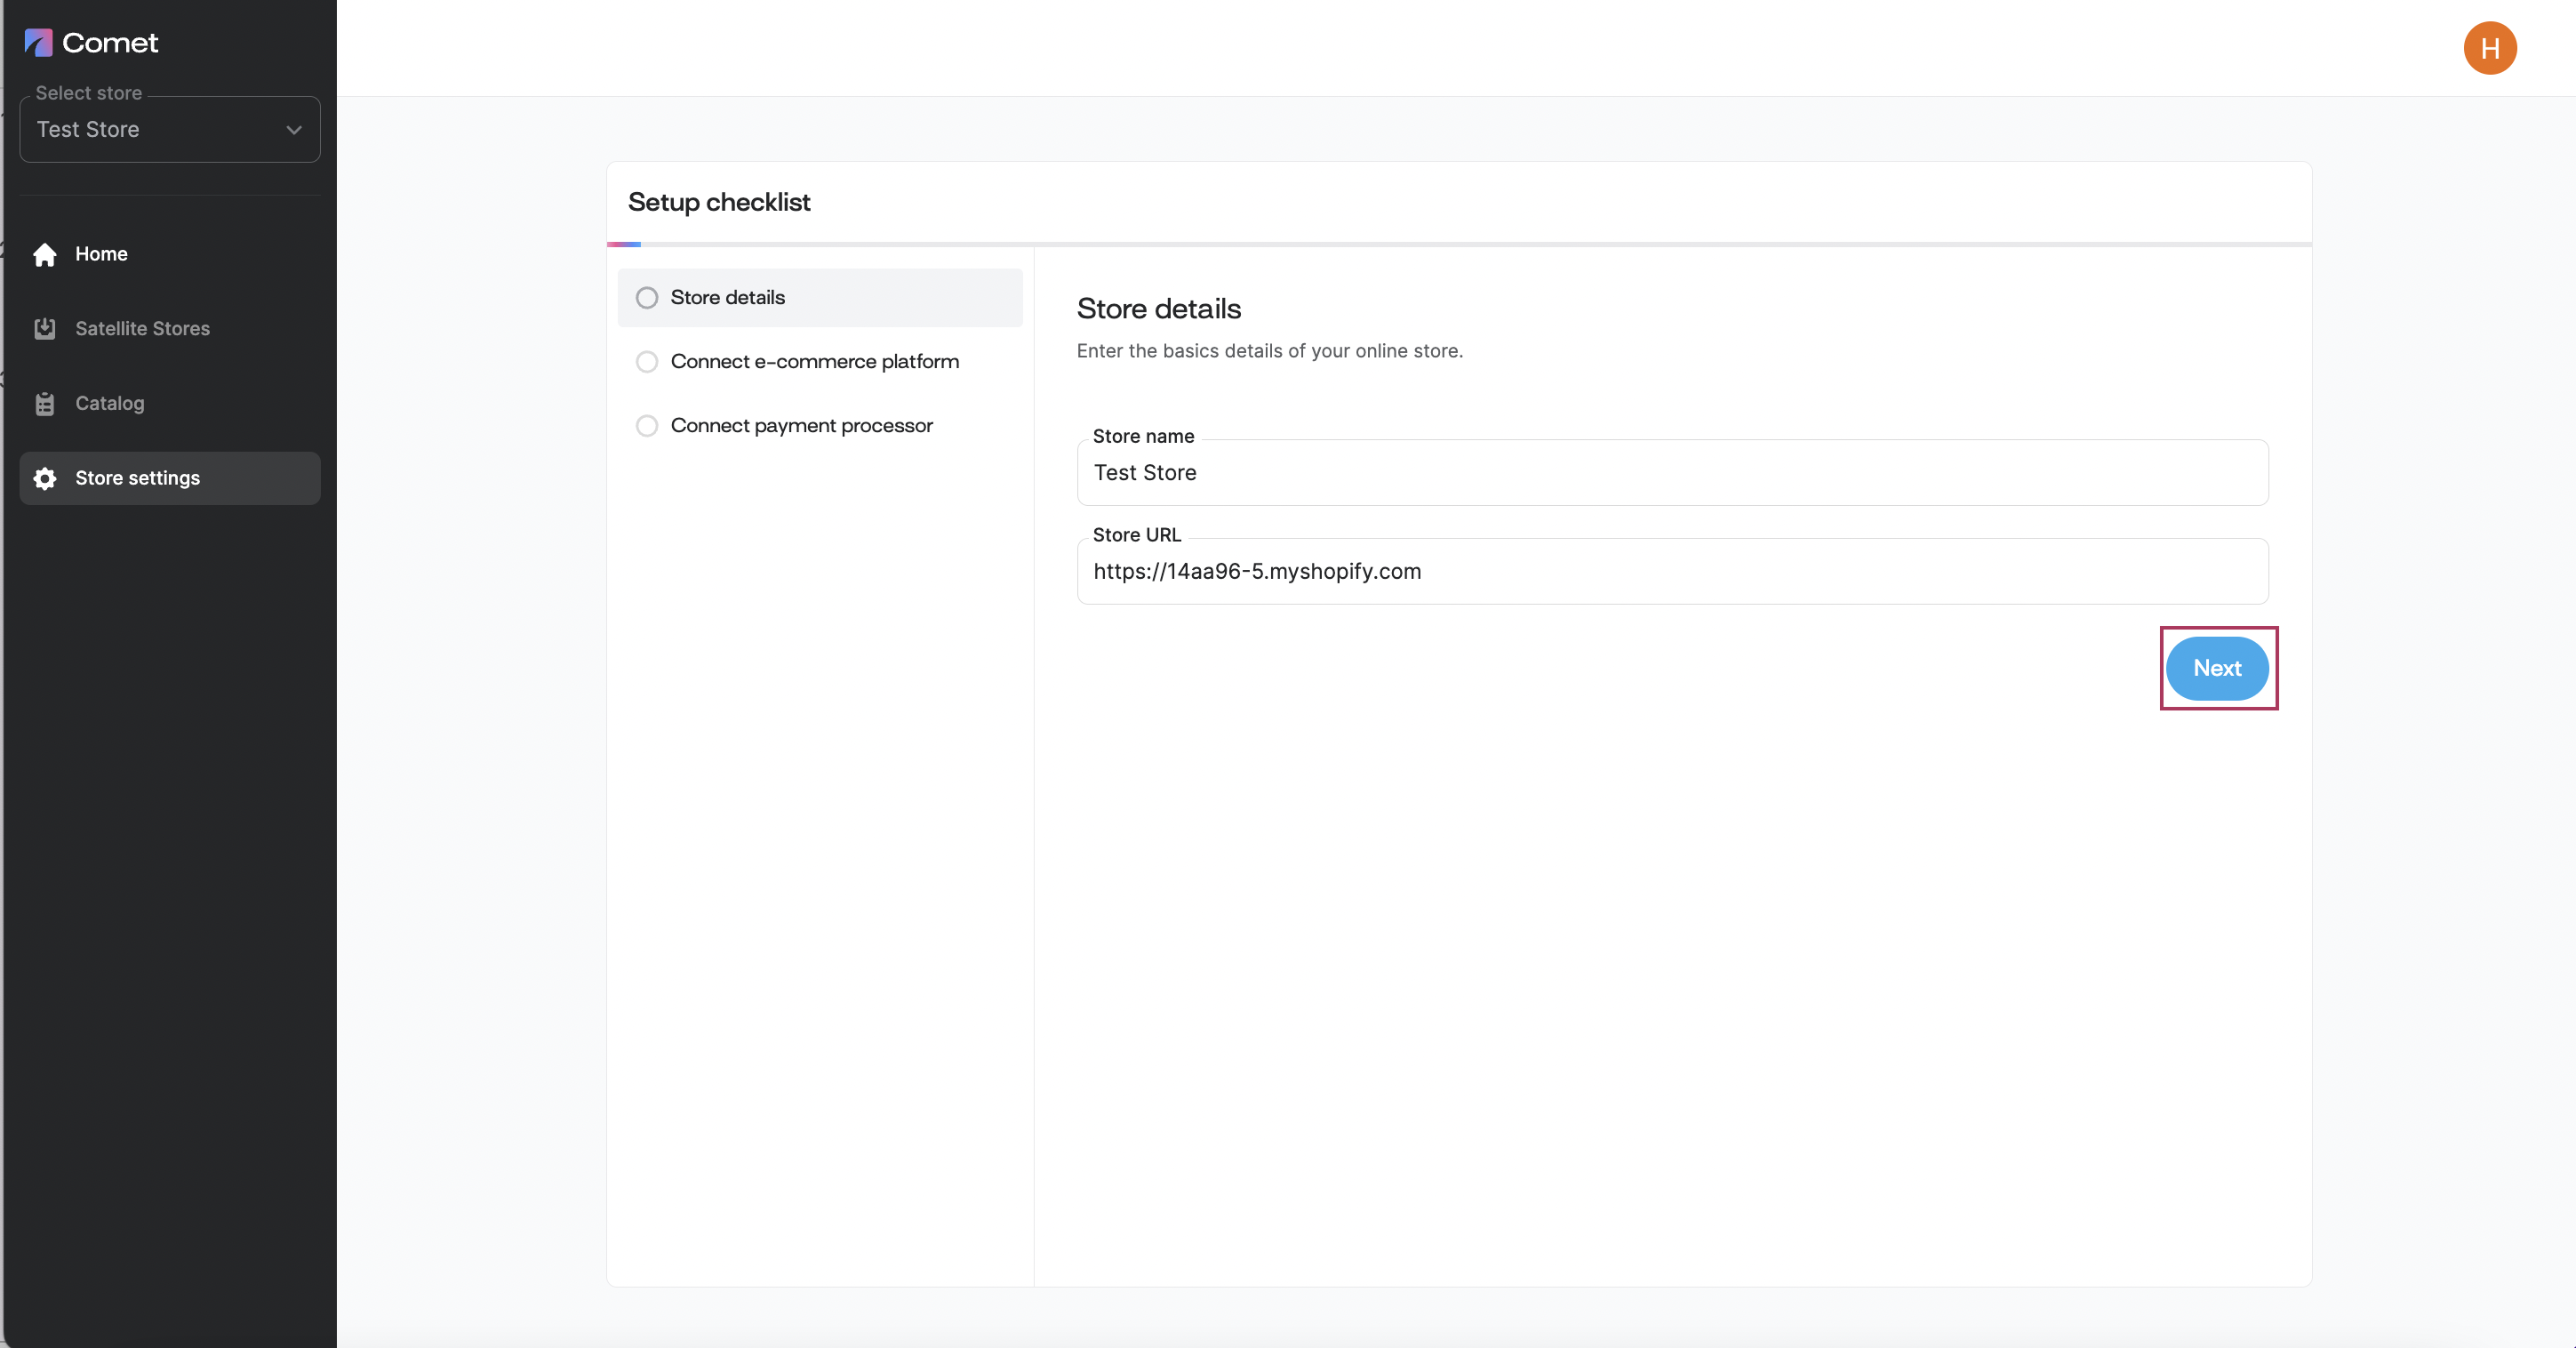 Comet
H
Select store
Test Store
Home
Satellite Stores
Catalog
Store settings
Setup checklist
Store details
Connect e-commerce platform
Connect payment processor
Store details
Enter the basics details of your online store.
Store name
Test Store
Store URL
https://14aa96-5.myshopify.com
Next